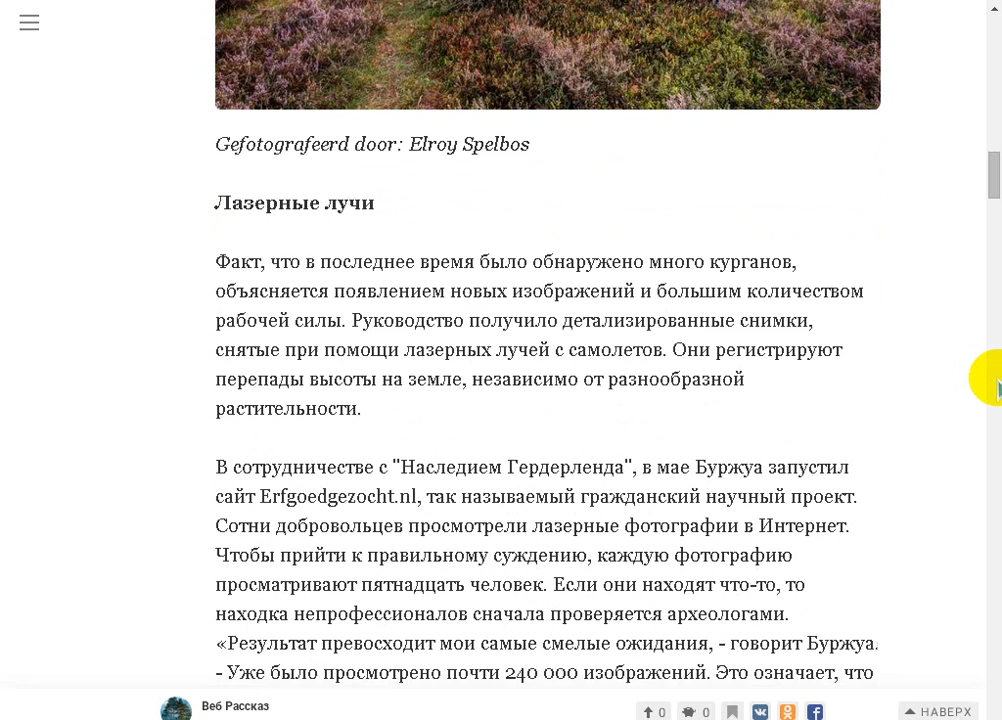 Gefotografeerd door: Elroy Spelbos
Лазерные лучи
Факт, что в последнее время было обнаружено много курганов,
объясняется появлением новых изображений и большим количеством
рабочей силы. Руководство получило детализированные снимки,
снятые при помощи лазерных лучей с самолетов. Они регистрируют
перепады высоты на земле, независимо от разнообразной
растительности.
В сотрудничестве с "Наследием Гердерленда", в мае Буржуа запустил
сайт Erfgoedgezocht.nl, так называемый гражданский научный проект.
Сотни добровольцев просмотрели лазерные фотографии в Интернет.
Чтобы прийти к правильному суждению, каждую фотографию
просматривают пятнадцать человек. Если они находят что-то, то
находка непрофессионалов сначала проверяется археологами.
«Результат превосходит мои самые смелые ожидания, - говорит Буржуа.
- Уже было просмотрено почти 240 000 изображений. Это означает, что
Веб Рассказ
0
0
НАВЕРХ